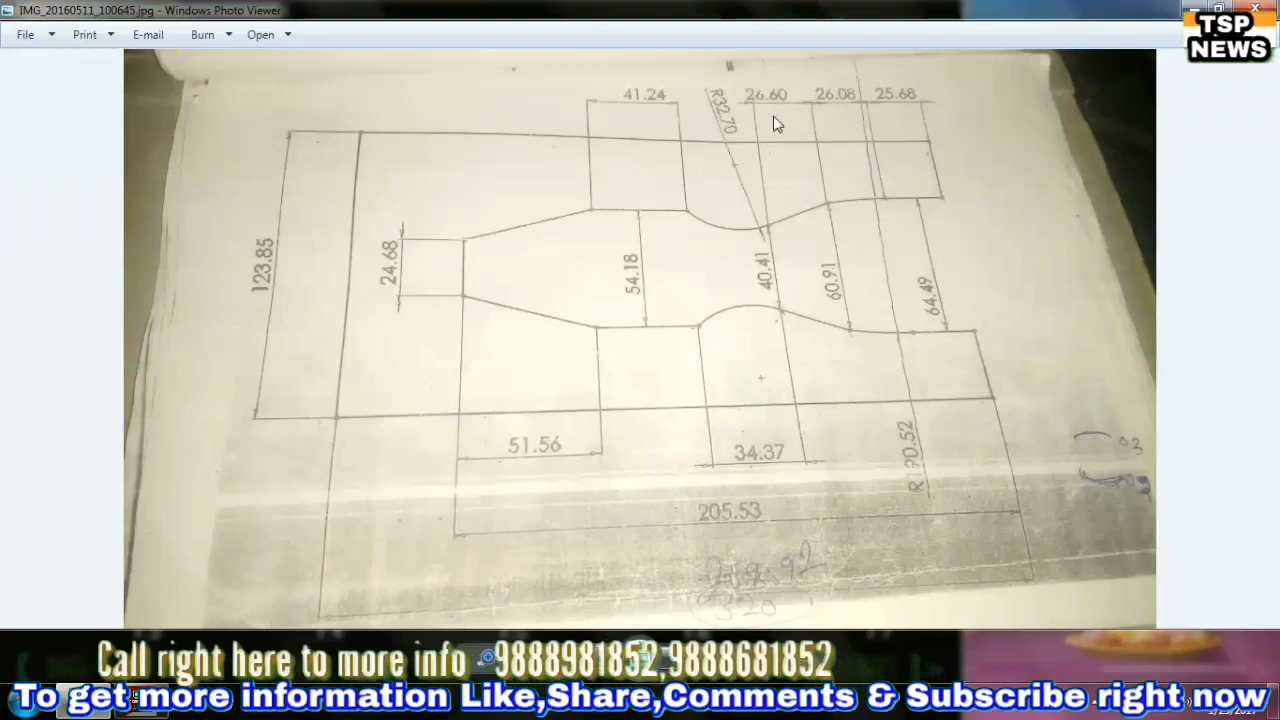 IMG_20160511_100645.jpg - Windows Photo Viewer
File Print E-mail Burn Open
TSP
NEWS
41.24
R32.70
26.60
26.08
25.68
123.85
24.68
54.18
40.41
60.91
64.49
51.56
34.37
R190.52
205.53
320
Call right here to more info - 9888981852,9888681852
To get more information Like,Share,Comments & Subscribe right now